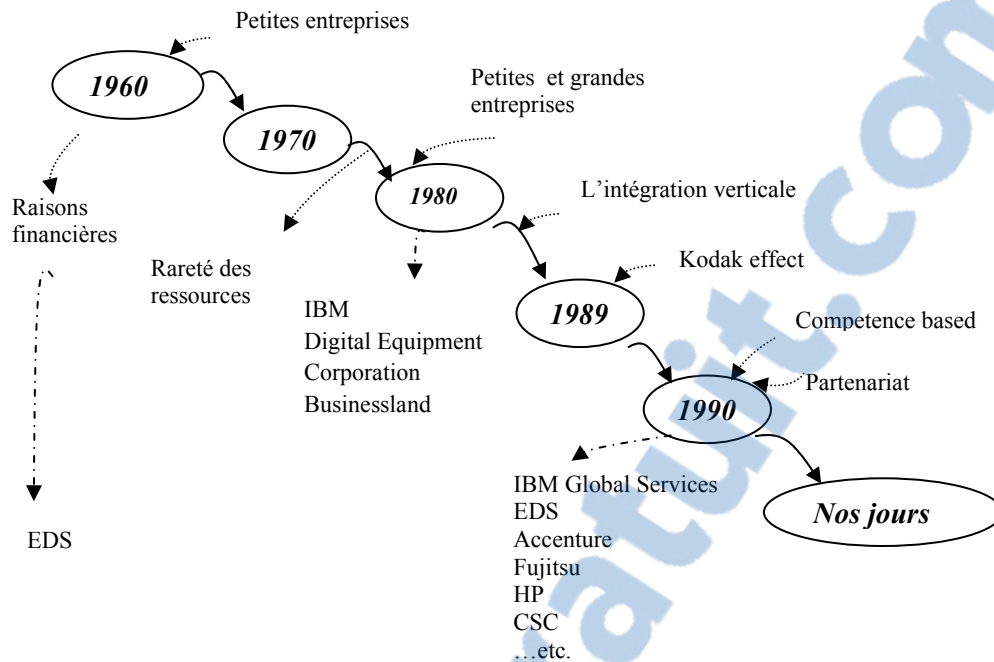 Petites entreprises
1960
Petites et grandes
entreprises
1970
1980
L'intégration verticale
Raisons
financières
Rareté des
ressources
Kodak effect
IBM
Digital Equipment
Corporation
Businessland
1989
Competence based
Partenariat
1990
IBM Global Services
EDS
Accenture
Fujitsu
HP
CSC
...etc.
Nos jours
EDS
ratuit.com